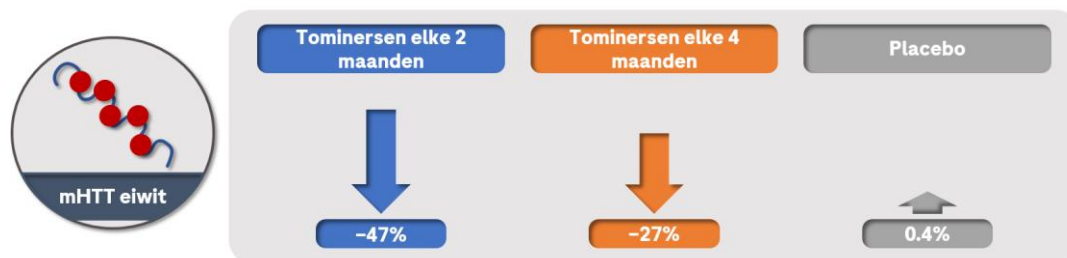 Tominersen elke 2
maanden
Tominersen elke 4
maanden
Placebo
mHTT eiwit
−47%
−27%
0.4%